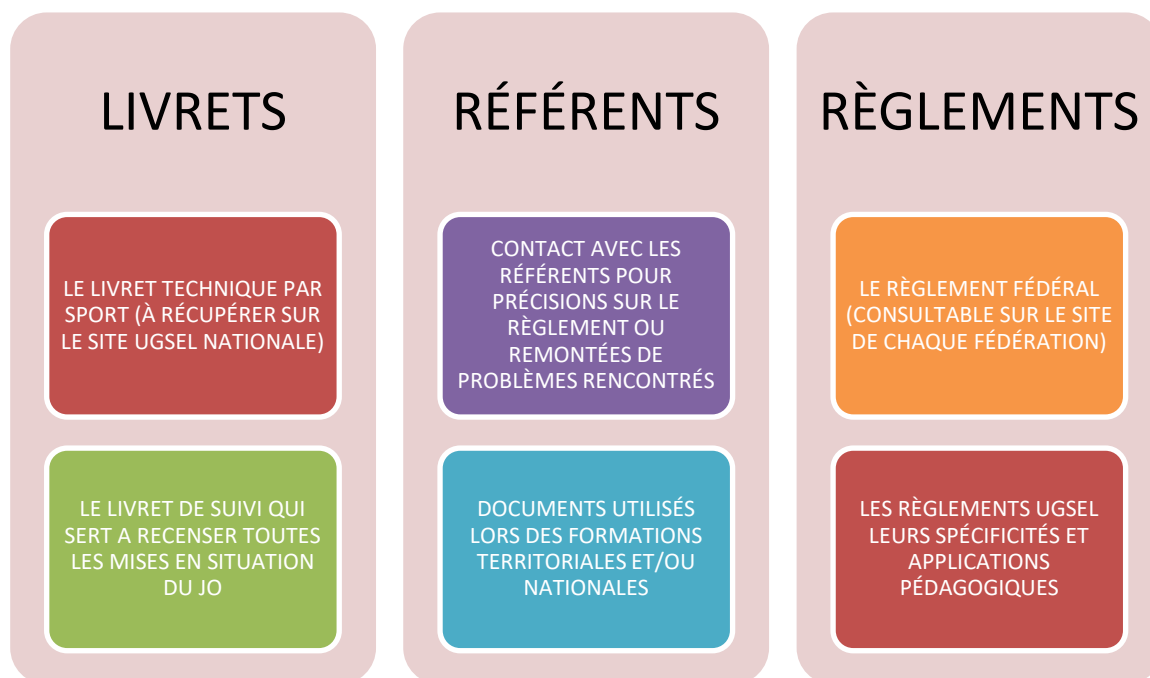 LIVRETS
LE LIVRET TECHNIQUE PAR
SPORT (À RÉCUPÉRER SUR
LE SITE UGSEL NATIONALE)
LE LIVRET DE SUIVI QUI
SERT A RECENSER TOUTES
LES MISES EN SITUATION
DU JO
RÉFÉRENTS
CONTACT AVEC LES
RÉFÉRENTS POUR
PRÉCISIONS SUR LE
RÈGLEMENT OU
REMONTÉES DE
PROBLÈMES RENCONTRÉS
DOCUMENTS UTILISÉS
LORS DES FORMATIONS
TERRITORIALES ET/OU
NATIONALES
RÈGLEMENTS
LE RÈGLEMENT FÉDÉRAL
(CONSULTABLE SUR LE SITE
DE CHAQUE FÉDÉRATION)
LES RÈGLEMENTS UGSEL
LEURS SPÉCIFICITÉS ET
APPLICATIONS
PÉDAGOGIQUES